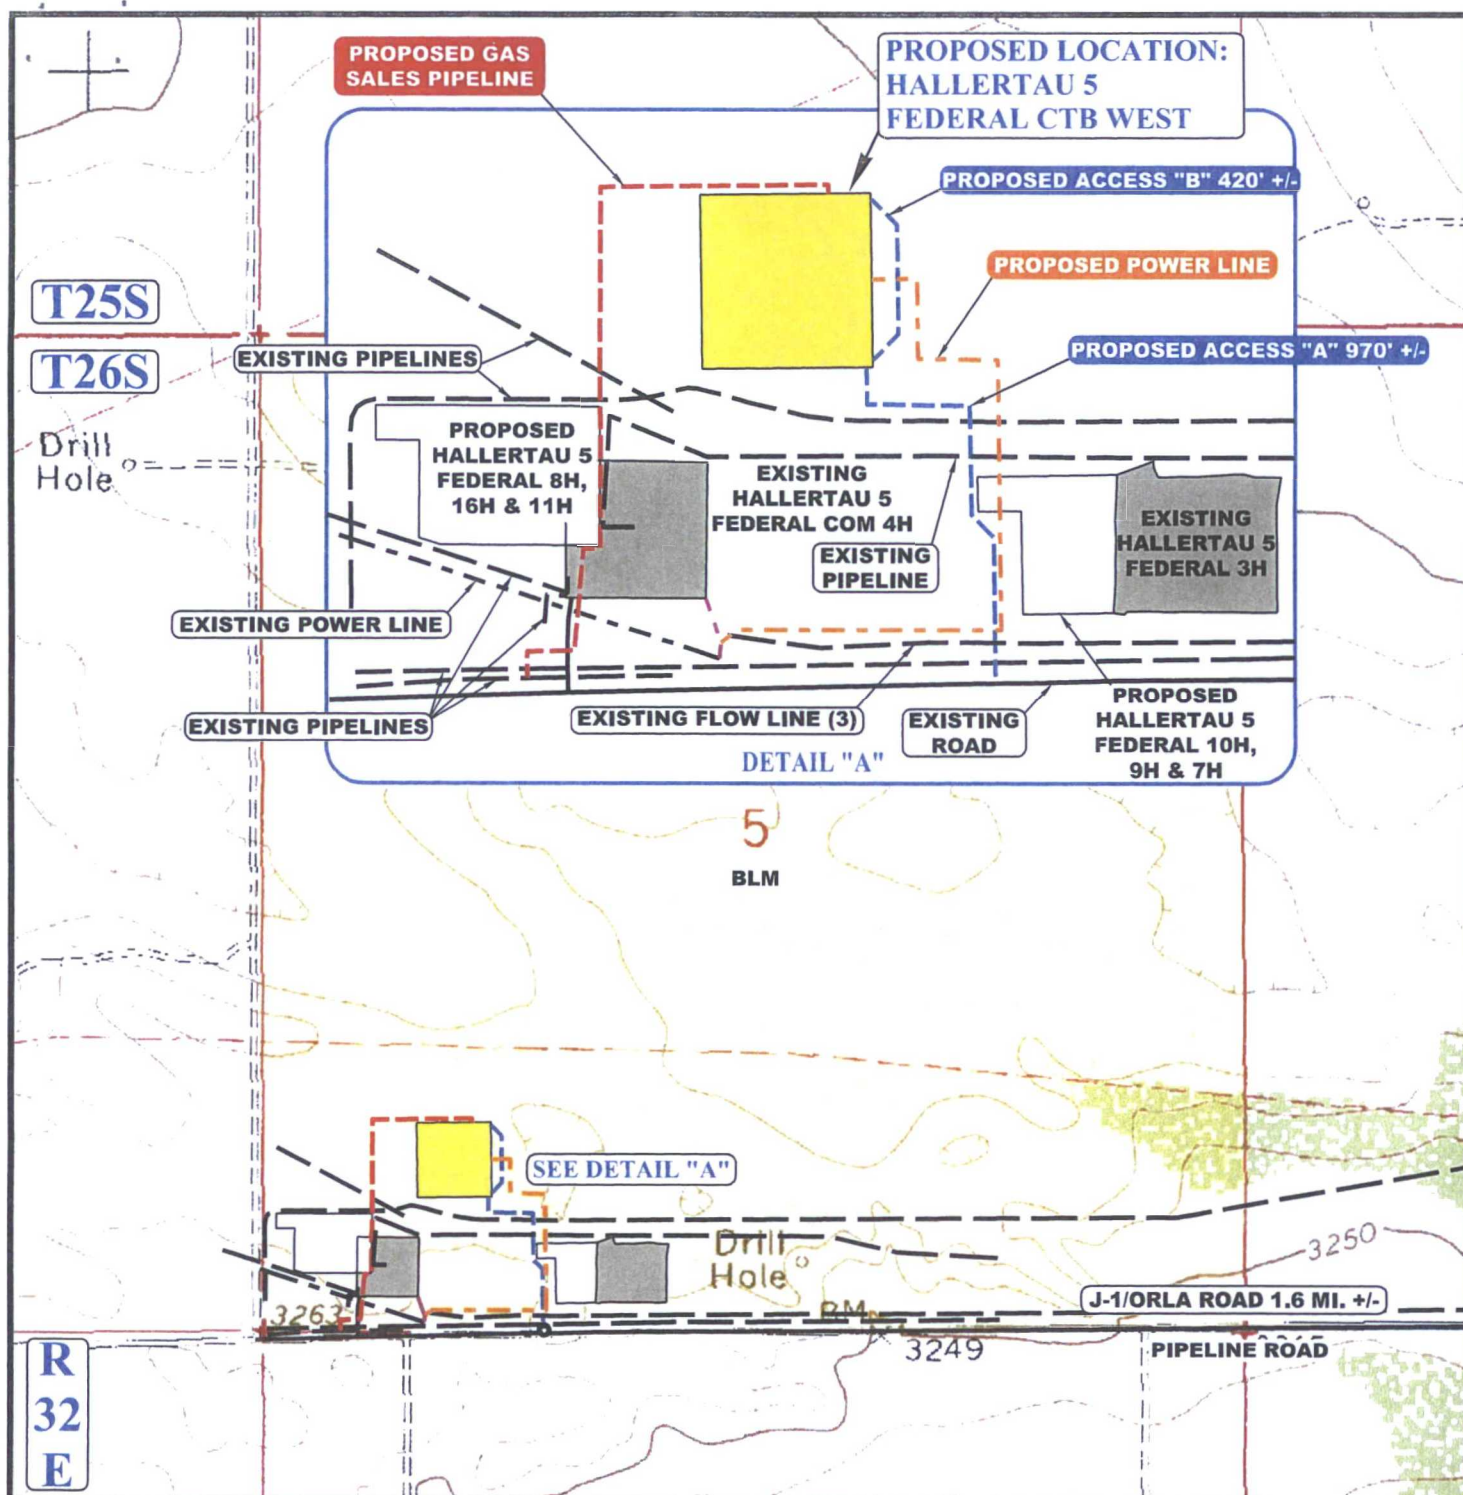 PROPOSED GAS
SALES PIPELINE
PROPOSED LOCATION:
HALLERTAU 5
FEDERAL CTB WEST
PROPOSED ACCESS "B" 420' +/-
PROPOSED POWER LINE
T25S
T26S
EXISTING PIPELINES
PROPOSED ACCESS "A" 970' +/-
Drill
Hole
PROPOSED
HALLERTAU 5
FEDERAL 8H,
16H & 11H
EXISTING
HALLERTAU 5
FEDERAL COM 4H
EXISTING
PIPELINE
EXISTING
HALLERTAU 5
FEDERAL 3H
EXISTING POWER LINE
EXISTING PIPELINES
EXISTING FLOW LINE (3)
EXISTING
ROAD
PROPOSED
HALLERTAU 5
FEDERAL 10H,
9H & 7H
DETAIL "A"
5
BLM
SEE DETAIL "A"
Drill
Hole
3250
3263
BM
J-1/ORLA ROAD 1.6 MI. +/-
3249
PIPELINE ROAD
R
32
E